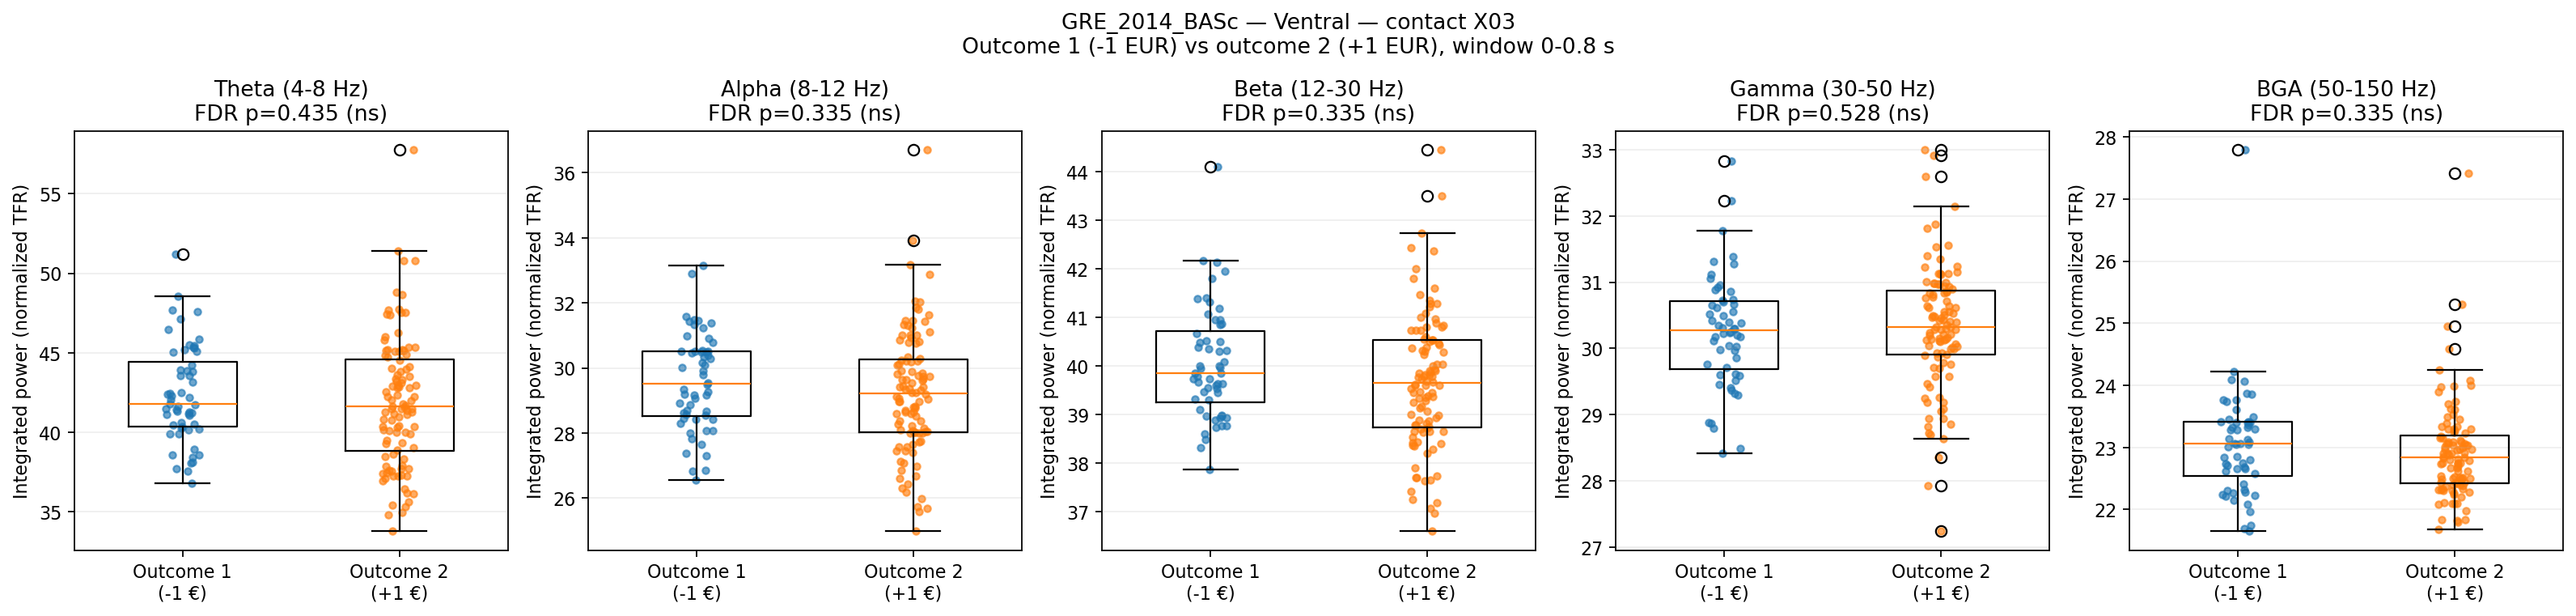 GRE_2014_BASc — Ventral — contact X03
Outcome 1 (-1 EUR) vs outcome 2 (+1 EUR), window 0-0.8 s
Theta (4-8 Hz)
FDR p=0.435 (ns)
Integrated power (normalized TFR)
55
50
45
40
35
Outcome 1
(-1 €)
Outcome 2
(+1 €)
Alpha (8-12 Hz)
FDR p=0.335 (ns)
Integrated power (normalized TFR)
36
34
32
30
28
26
Outcome 1
(-1 €)
Outcome 2
(+1 €)
Beta (12-30 Hz)
FDR p=0.335 (ns)
Integrated power (normalized TFR)
44
43
42
41
40
39
38
37
Outcome 1
(-1 €)
Outcome 2
(+1 €)
Gamma (30-50 Hz)
FDR p=0.528 (ns)
Integrated power (normalized TFR)
33
32
31
30
29
28
27
Outcome 1
(-1 €)
Outcome 2
(+1 €)
BGA (50-150 Hz)
FDR p=0.335 (ns)
Integrated power (normalized TFR)
28
27
26
25
24
23
22
Outcome 1
(-1 €)
Outcome 2
(+1 €)